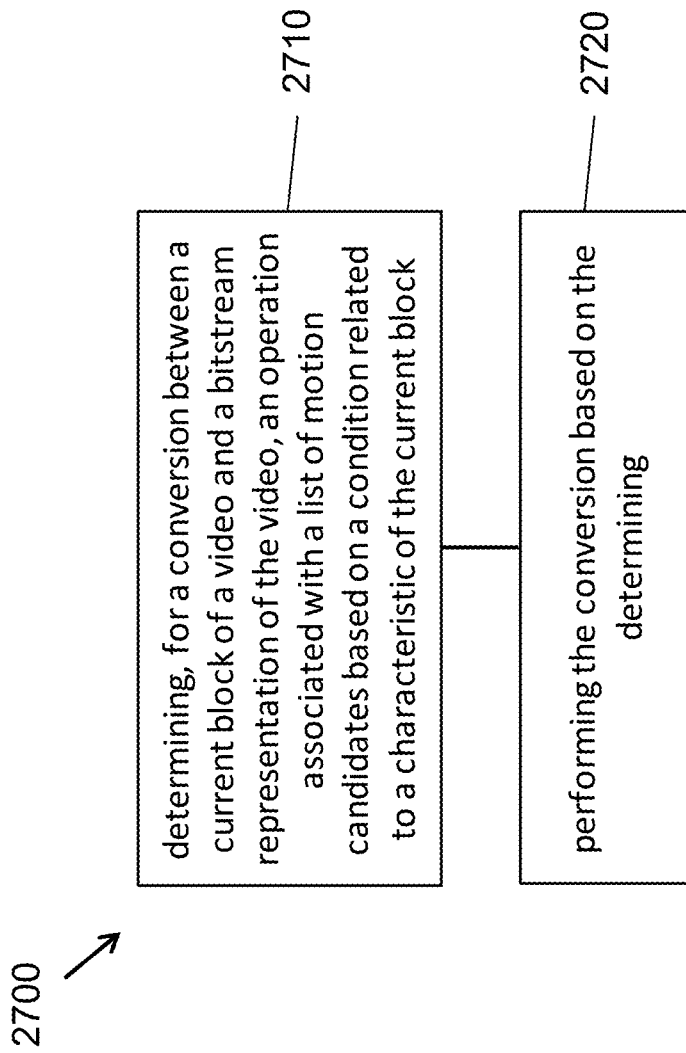 2700
determining, for a conversion between a
current block of a video and a bitstream
representation of the video, an operation
associated with a list of motion
candidates based on a condition related
to a characteristic of the current block
2710
performing the conversion based on the
determining
2720